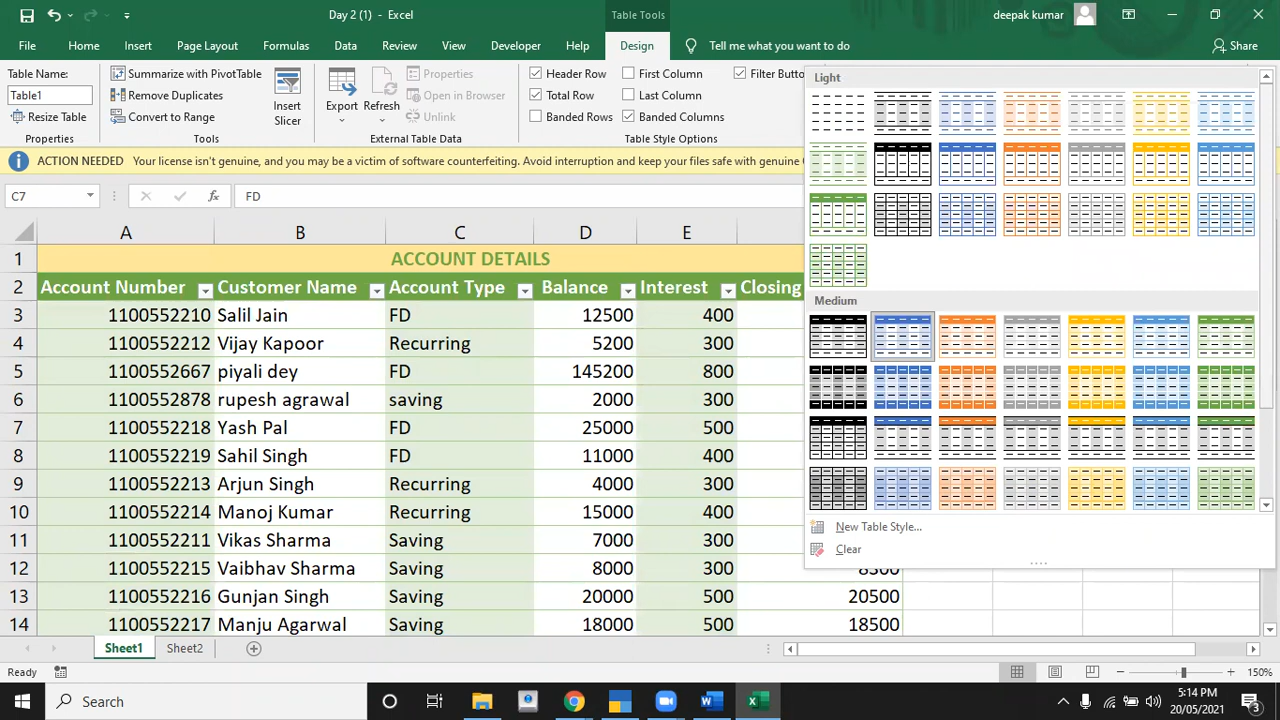 Day 2 (1) - Excel
Table Tools
deepak kumar
File Home Insert Page Layout Formulas Data Review View Developer Help Design Tell me what you want to do Share
Table Name:
Table1
Resize Table
Properties
Summarize with PivotTable
Remove Duplicates
Convert to Range
Tools
Insert Slicer
Export Refresh
Properties
Open in Browser
Unlink
External Table Data
Header Row First Column Filter Butto
Total Row Last Column
Banded Rows Banded Columns
Table Style Options
Light
Medium
New Table Style...
Clear
ACTION NEEDED Your license isn't genuine, and you may be a victim of software counterfeiting. Avoid interruption and keep your files safe with genuine
C7 fx FD
A B C D E
1 ACCOUNT DETAILS
2 Account Number Customer Name Account Type Balance Interest Closing
3 1100552210 Salil Jain FD 12500 400
4 1100552212 Vijay Kapoor Recurring 5200 300
5 1100552667 piyali dey FD 145200 800
6 1100552878 rupesh agrawal saving 2000 300
7 1100552218 Yash Pal FD 25000 500
8 1100552219 Sahil Singh FD 11000 400
9 1100552213 Arjun Singh Recurring 4000 300
10 1100552214 Manoj Kumar Recurring 15000 400
11 1100552211 Vikas Sharma Saving 7000 300
12 1100552215 Vaibhav Sharma Saving 8000 300 8300
13 1100552216 Gunjan Singh Saving 20000 500 20500
14 1100552217 Manju Agarwal Saving 18000 500 18500
Sheet1 Sheet2
Ready
150%
Search
5:14 PM
20/05/2021
3